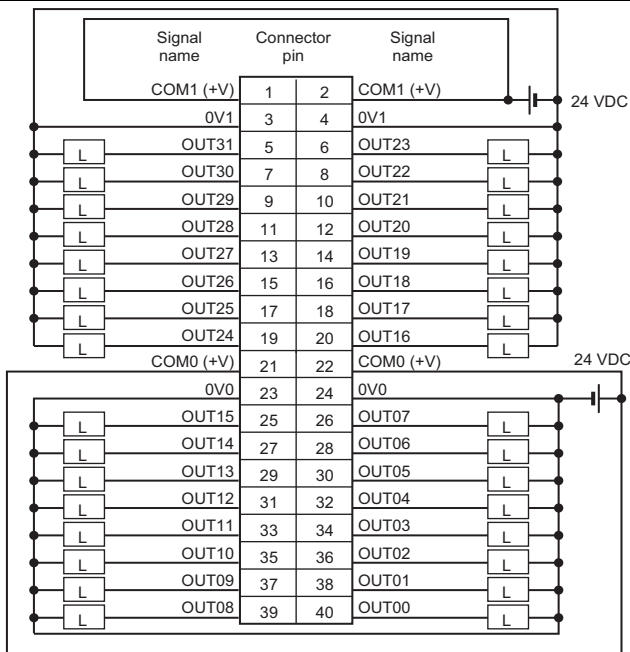 Signal name Connector pin Signal name
COM1 (+V) 1 2 COM1 (+V) 24 VDC
0V1 3 4 0V1
L OUT31 5 6 OUT23 L
L OUT30 7 8 OUT22 L
L OUT29 9 10 OUT21 L
L OUT28 11 12 OUT20 L
L OUT27 13 14 OUT19 L
L OUT26 15 16 OUT18 L
L OUT25 17 18 OUT17 L
L OUT24 19 20 OUT16 L
COM0 (+V) 21 22 COM0 (+V) 24 VDC
0V0 23 24 0V0
L OUT15 25 26 OUT07 L
L OUT14 27 28 OUT06 L
L OUT13 29 30 OUT05 L
L OUT12 31 32 OUT04 L
L OUT11 33 34 OUT03 L
L OUT10 35 36 OUT02 L
L OUT09 37 38 OUT01 L
L OUT08 39 40 OUT00 L